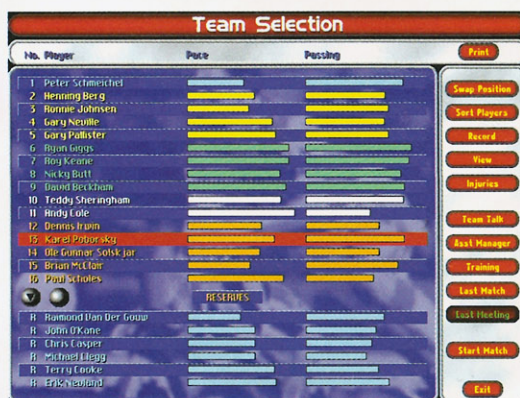 Team Selection
No. Player Pace Passing
Print
1 Peter Schmeichel
2 Henning Berg
3 Ronnie Johnsen
4 Gary Neville
5 Gary Pallister
6 Ryan Giggs
7 Roy Keane
8 Nicky Butt
9 David Beckham
10 Teddy Sheringham
11 Andy Cole
12 Dennis Irwin
13 Karel Poborsky
14 Ole Gunnar Solskjar
15 Brian McClair
16 Paul Scholes
RESERVES
R Raimond Van Der Gouw
R John O'Kane
R Chris Casper
R Michael Clegg
R Terry Cooke
R Erik Nevland
Swap Position
Sort Players
Record
View
Injuries
Team Talk
Asst Manager
Training
Last Match
Last Meeting
Start Match
Exit